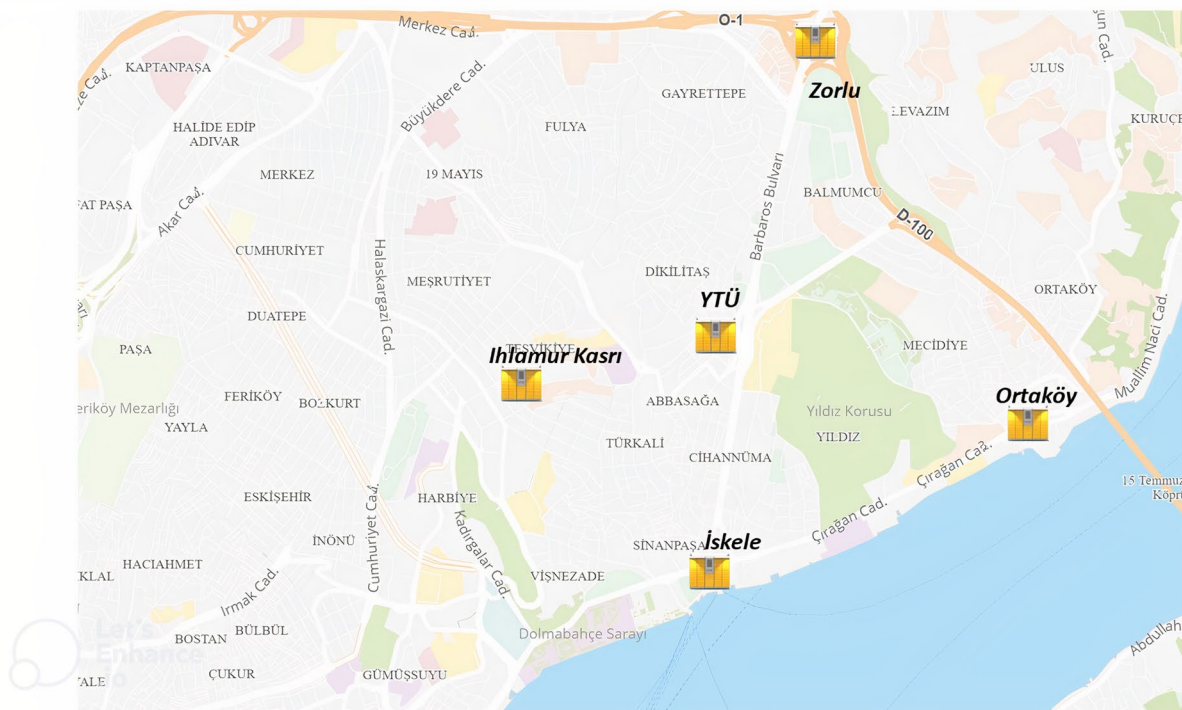 Merkez Cad.
O-1
Zorlu
KAPTANPAŞA
GAYRETTEPE
ULUS
Büyükdere Cad.
LEVAZIM
KURUÇE
HALİDE EDİP
ADIVAR
FULYA
MERKEZ
19 MAYIS
BALMUMCU
FAT PAŞA
Akar Cad.
Barbaros Bulvarı
D-100
CUMHURİYET
Halaskargazi Cad.
MEŞRUTİYET
DİKİLİTAŞ
ORTAKÖY
YTÜ
DUATEPE
Muallim Naci Cad.
PAŞA
TEŞVİKİYE
Ihlamur Kasrı
MECİDİYE
FERİKÖY
BOZKURT
ABBASAĞA
Ortaköy
eriköy Mezarlığı
YAYLA
Yıldız Korusu
YILDIZ
TÜRKALİ
CİHANNÜMA
Çırağan Cad.
ESKİŞEHİR
HARBİYE
Kadırgalar Cad.
Cumhuriyet Cad.
Çırağan Cad.
15 Temmuz
Köprü
İNÖNÜ
SİNANPAŞA
İskele
HACIAHMET
KLAL
VİŞNEZADE
Irmak Cad.
Dolmabahçe Sarayı
BOSTAN
BÜLBÜL
Abdullah
Let's
Enhance
.io
ÇUKUR
GÜMÜŞSUYU